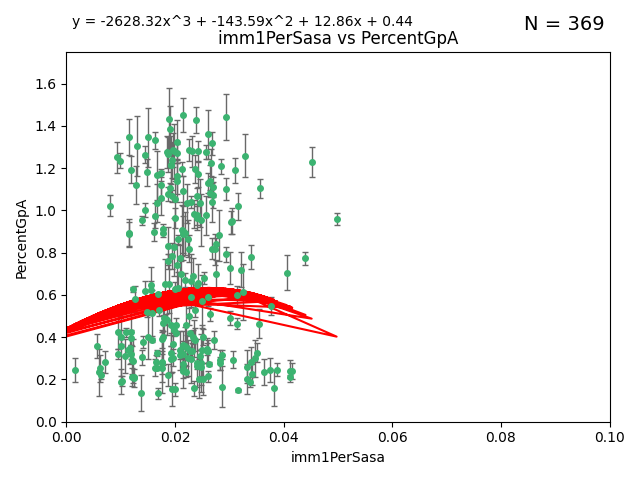 y = -2628.32x^3 + -143.59x^2 + 12.86x + 0.44
N = 369
imm1PerSasa vs PercentGpA
PercentGpA
1.6
1.4
1.2
1.0
0.8
0.6
0.4
0.2
0.0
0.00 0.02 0.04 0.06 0.08 0.10
imm1PerSasa